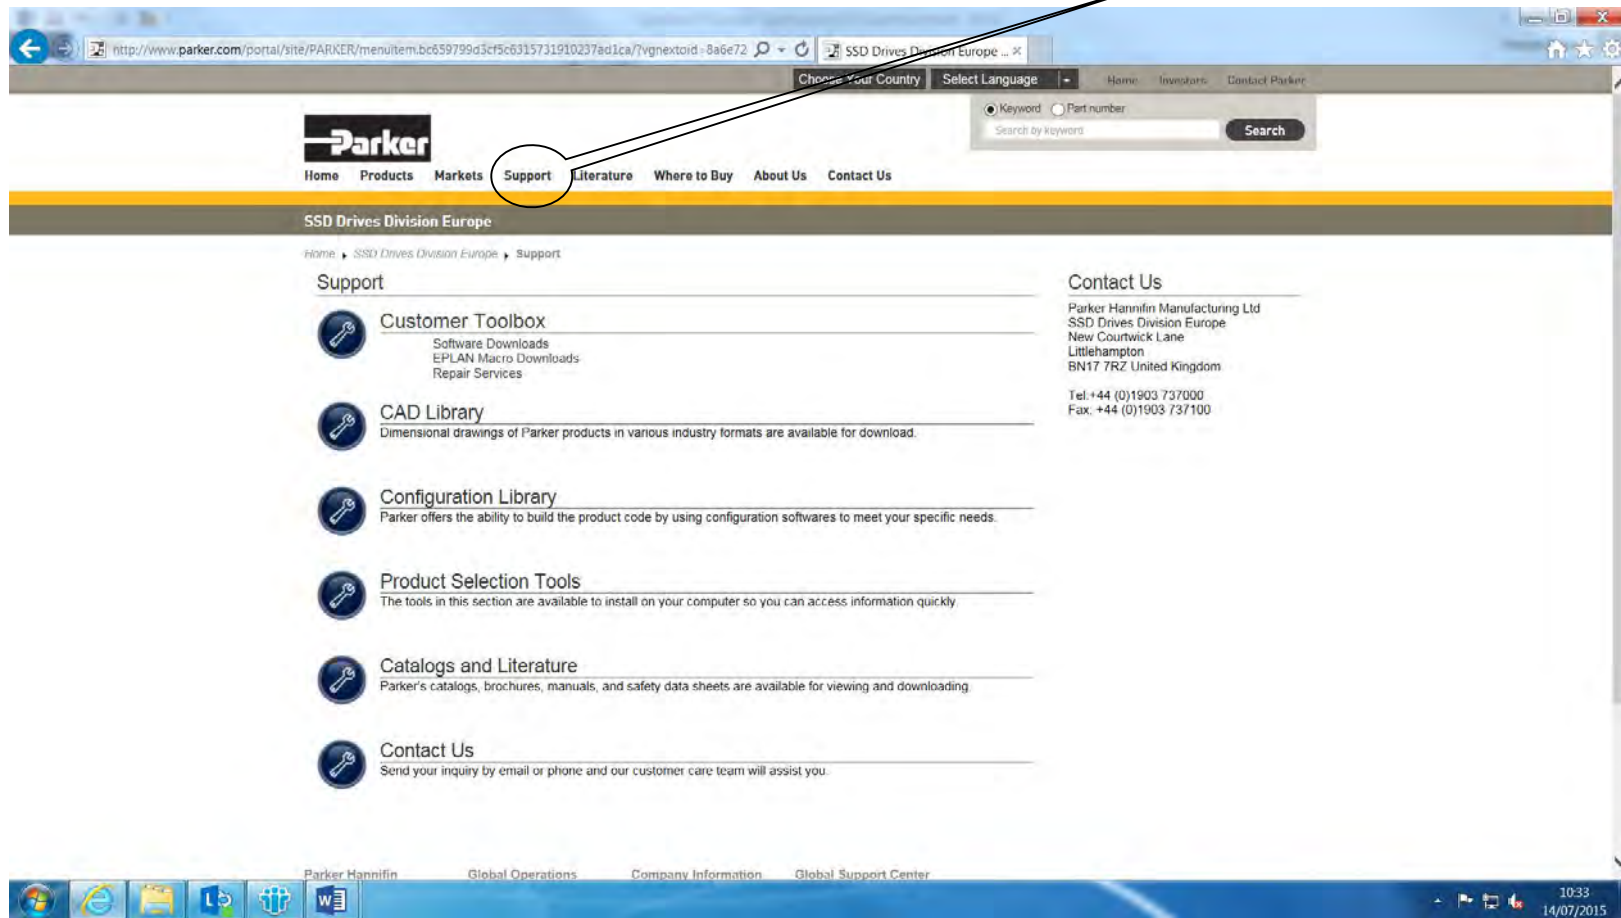 http://www.parker.com/portal/site/PARKER/menuitem.bc659799d3cf5c6315731910237ad1ca/?vgnextoid=8a6e72
SSD Drives Division Europe ...
Choose Your Country
Select Language
Home
Investors
Contact Parker
Keyword
Part number
Search by keyword
Search
Parker
Home Products Markets Support Literature Where to Buy About Us Contact Us
SSD Drives Division Europe
Home SSD Drives Division Europe Support
Support
Customer Toolbox
Software Downloads
EPLAN Macro Downloads
Repair Services
CAD Library
Dimensional drawings of Parker products in various industry formats are available for download.
Configuration Library
Parker offers the ability to build the product code by using configuration softwares to meet your specific needs.
Product Selection Tools
The tools in this section are available to install on your computer so you can access information quickly.
Catalogs and Literature
Parker's catalogs, brochures, manuals, and safety data sheets are available for viewing and downloading.
Contact Us
Send your inquiry by email or phone and our customer care team will assist you.
Contact Us
Parker Hannifin Manufacturing Ltd
SSD Drives Division Europe
New Courtwick Lane
Littlehampton
BN17 7RZ United Kingdom
Tel:+44 (0)1903 737000
Fax: +44 (0)1903 737100
Parker Hannifin Global Operations Company Information Global Support Center
10:33
14/07/2015